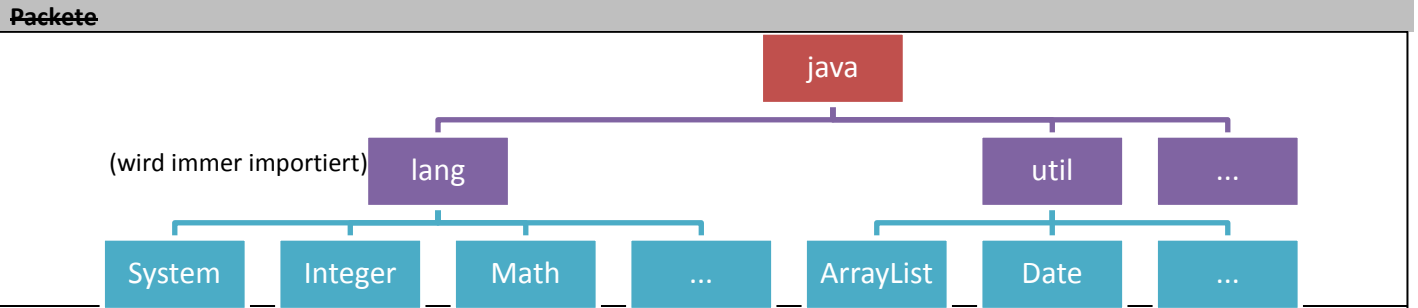 Packete
java
(wird immer importiert) lang util ...
System Integer Math ... ArrayList Date ...